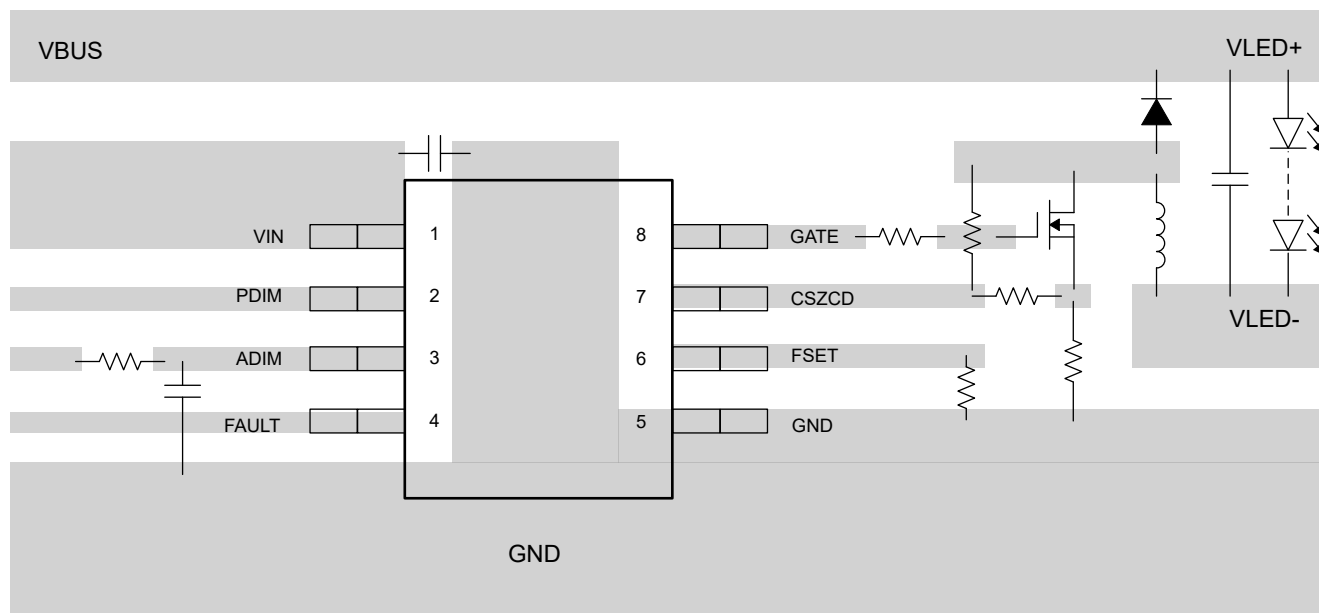 VBUS
VLED+
VIN
1
8
GATE
PDIM
2
7
CSZCD
VLED-
ADIM
3
6
FSET
FAULT
4
5
GND
GND